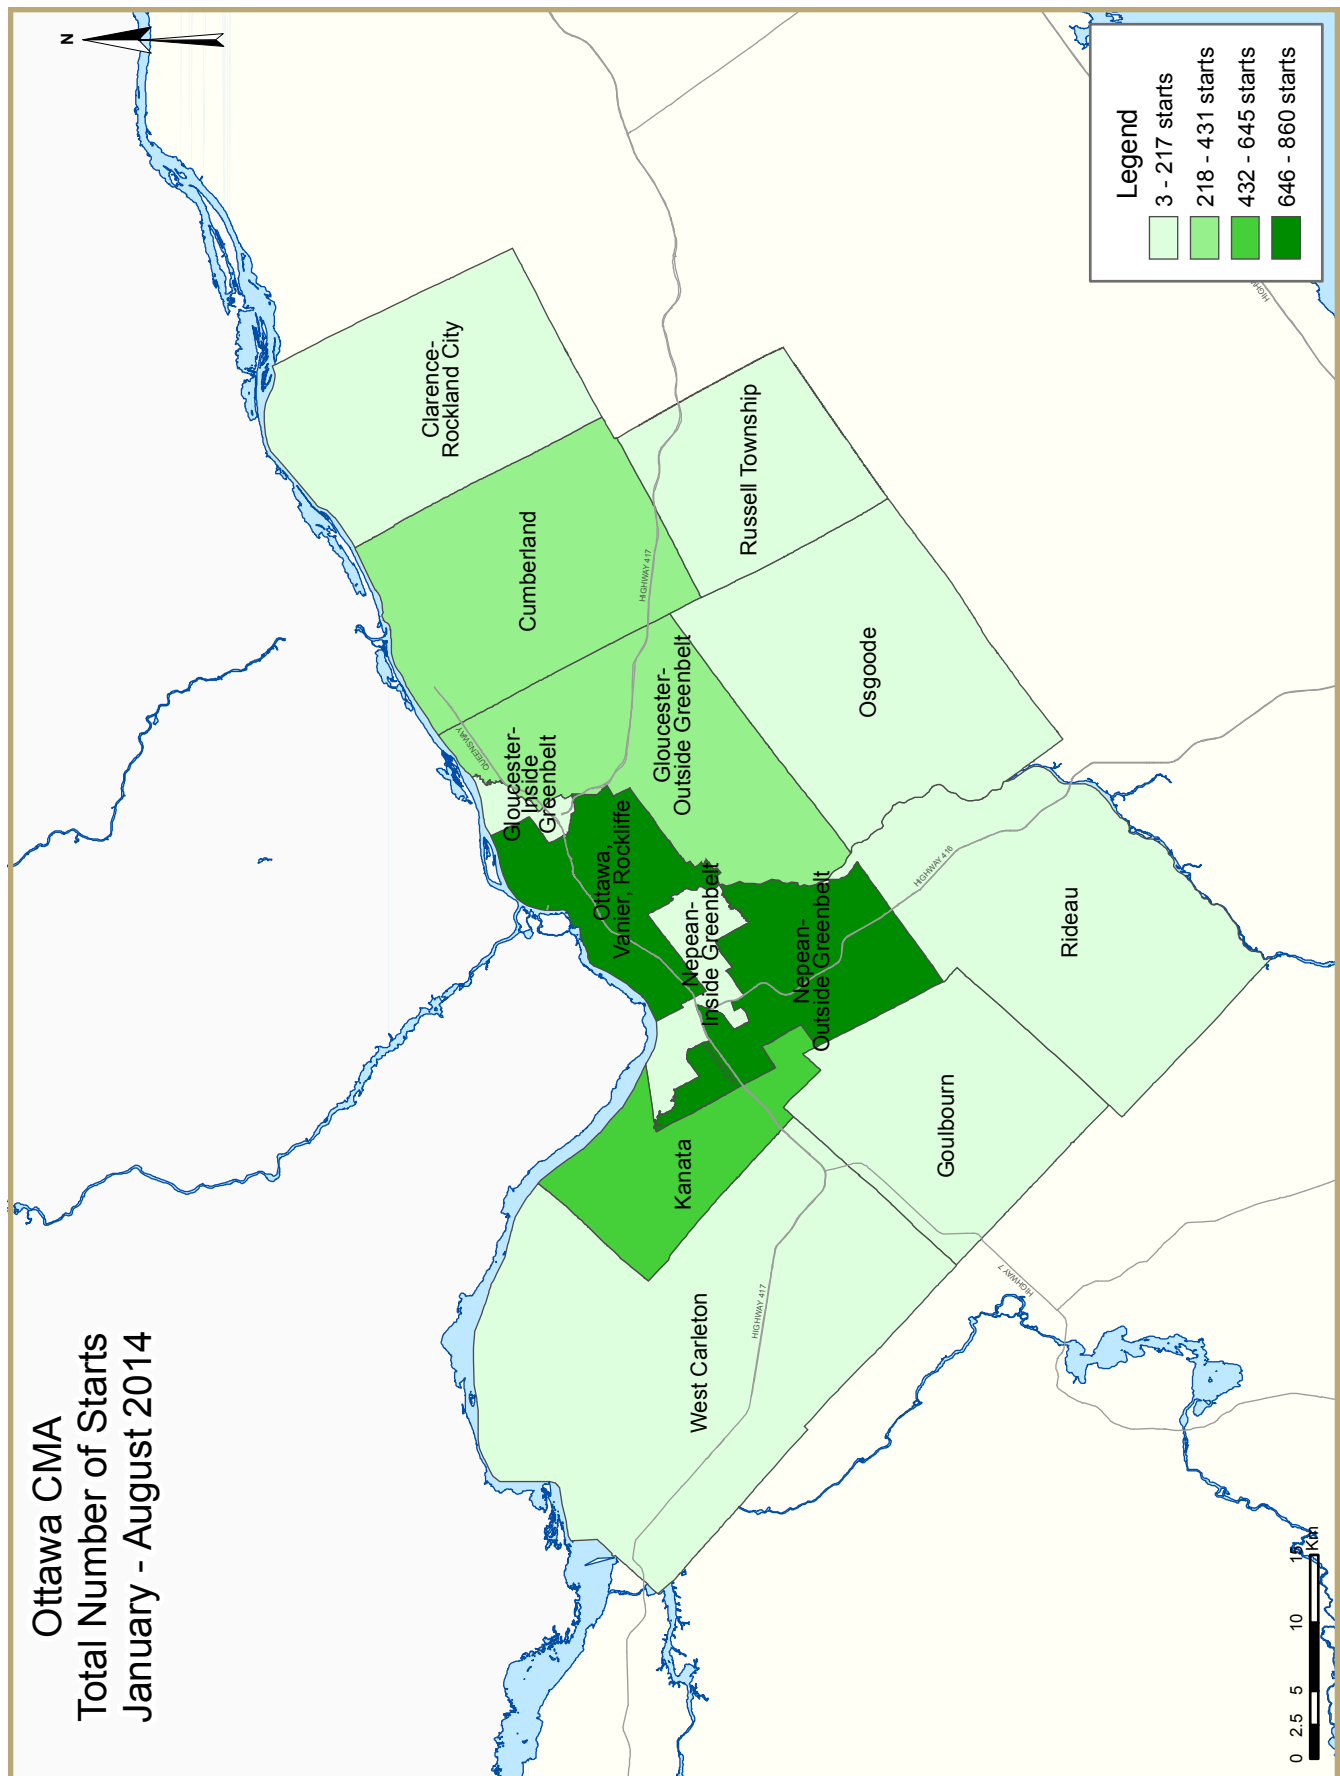 Ottawa CMA
Total Number of Starts
January - August 2014
N
Legend
3 - 217 starts
218 - 431 starts
432 - 645 starts
646 - 860 starts
Clarence-
Rockland City
Cumberland
Russell Township
Osgoode
Gloucester-
Outside Greenbelt
Gloucester-
Inside
Greenbelt
Ottawa,
Vanier, Rockliffe
Nepean-
Inside Greenbelt
Nepean-
Outside Greenbelt
Rideau
Goulbourn
Kanata
West Carleton
QUEENSWAY
HIGHWAY 417
HIGHWAY 416
HIGHWAY 417
HIGHWAY 7
0 2.5 5 10 15
Km